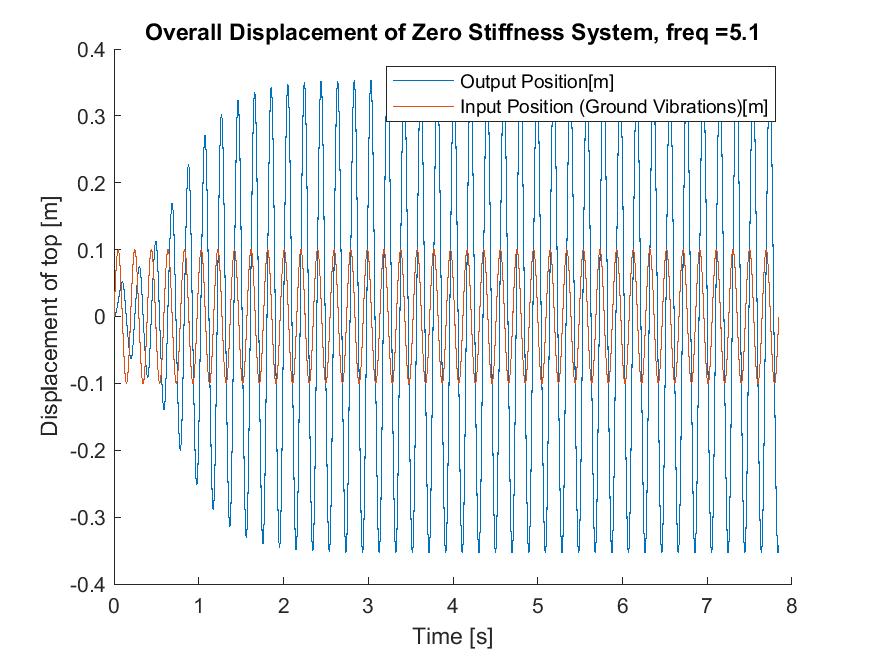 Overall Displacement of Zero Stiffness System, freq =5.1
0.4
0.3
0.2
0.1
0
-0.1
-0.2
-0.3
-0.4
Displacement of top [m]
Output Position[m]
Input Position (Ground Vibrations)[m]
0 1 2 3 4 5 6 7 8
Time [s]